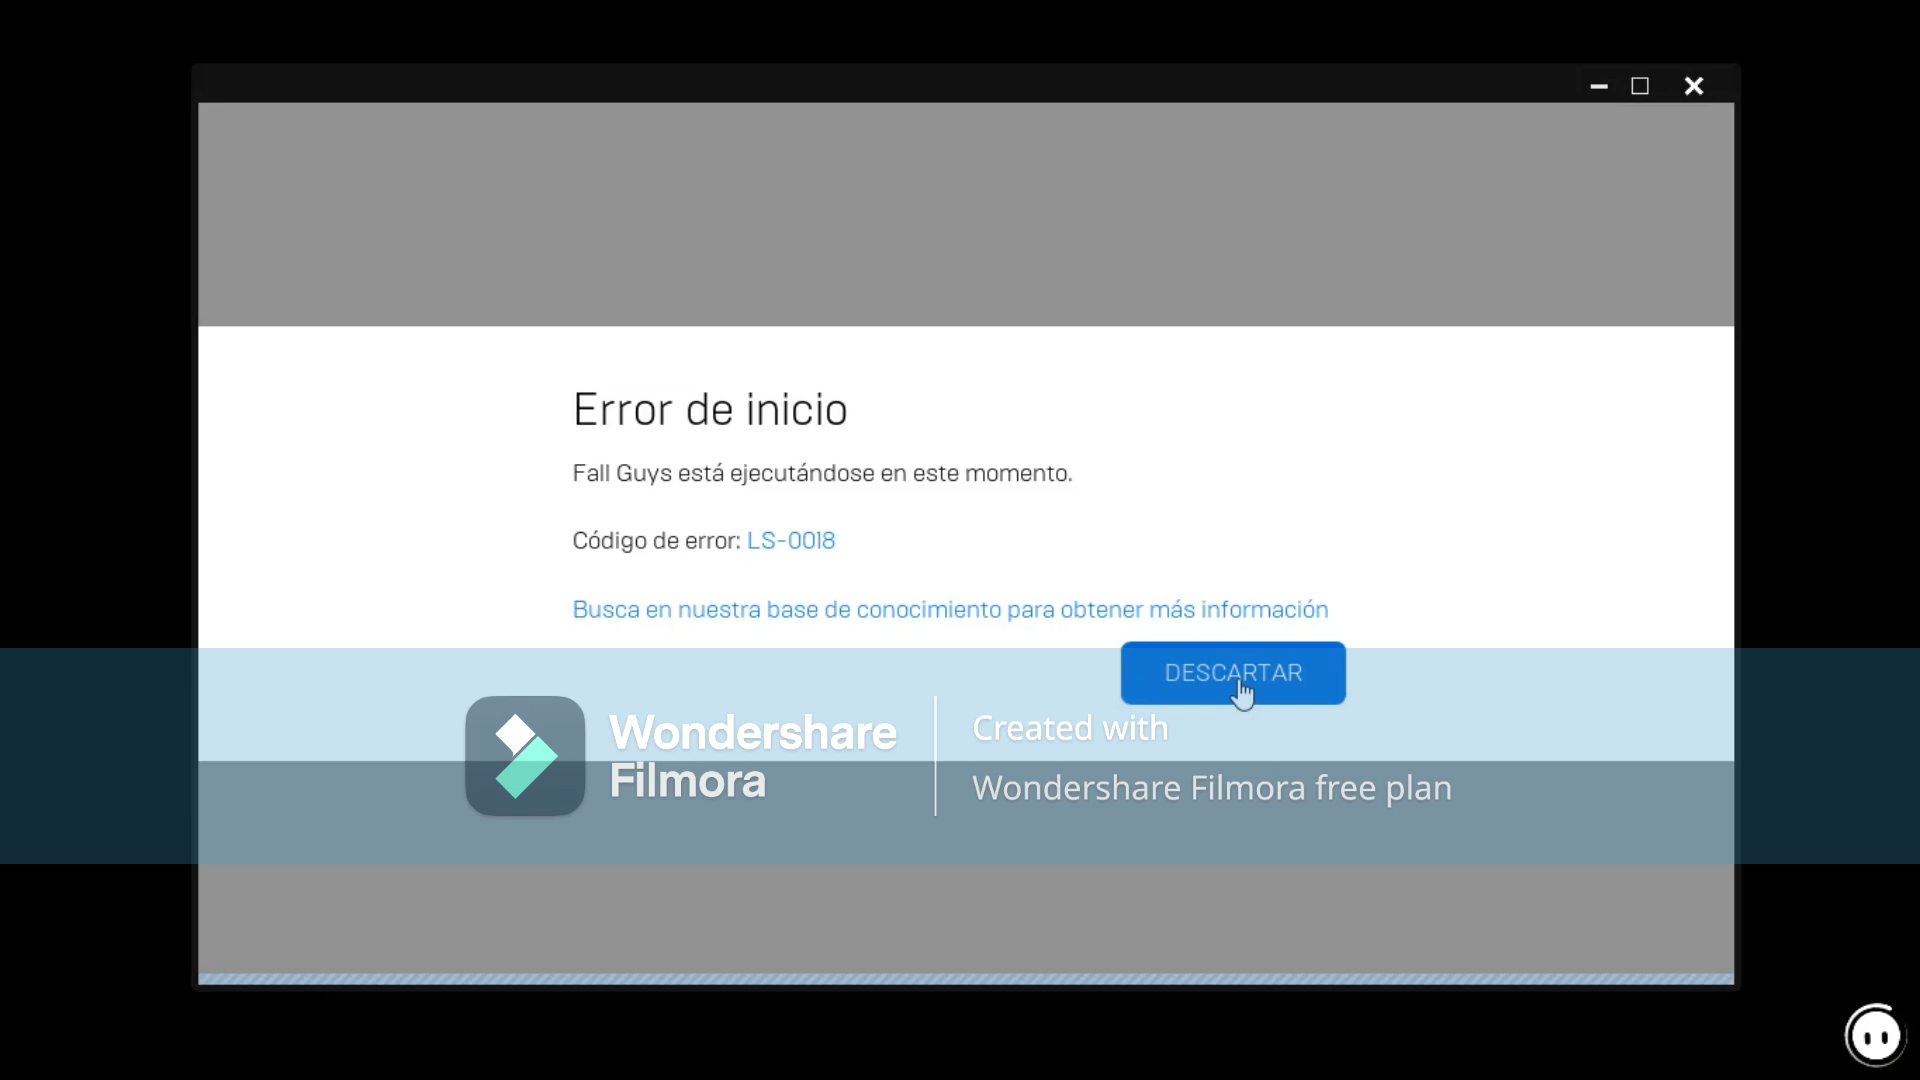 Error de inicio
Fall Guys está ejecutándose en este momento.
Código de error: LS-0018
Busca en nuestra base de conocimiento para obtener más información
DESCARTAR
Wondershare
Filmora
Created with
Wondershare Filmora free plan